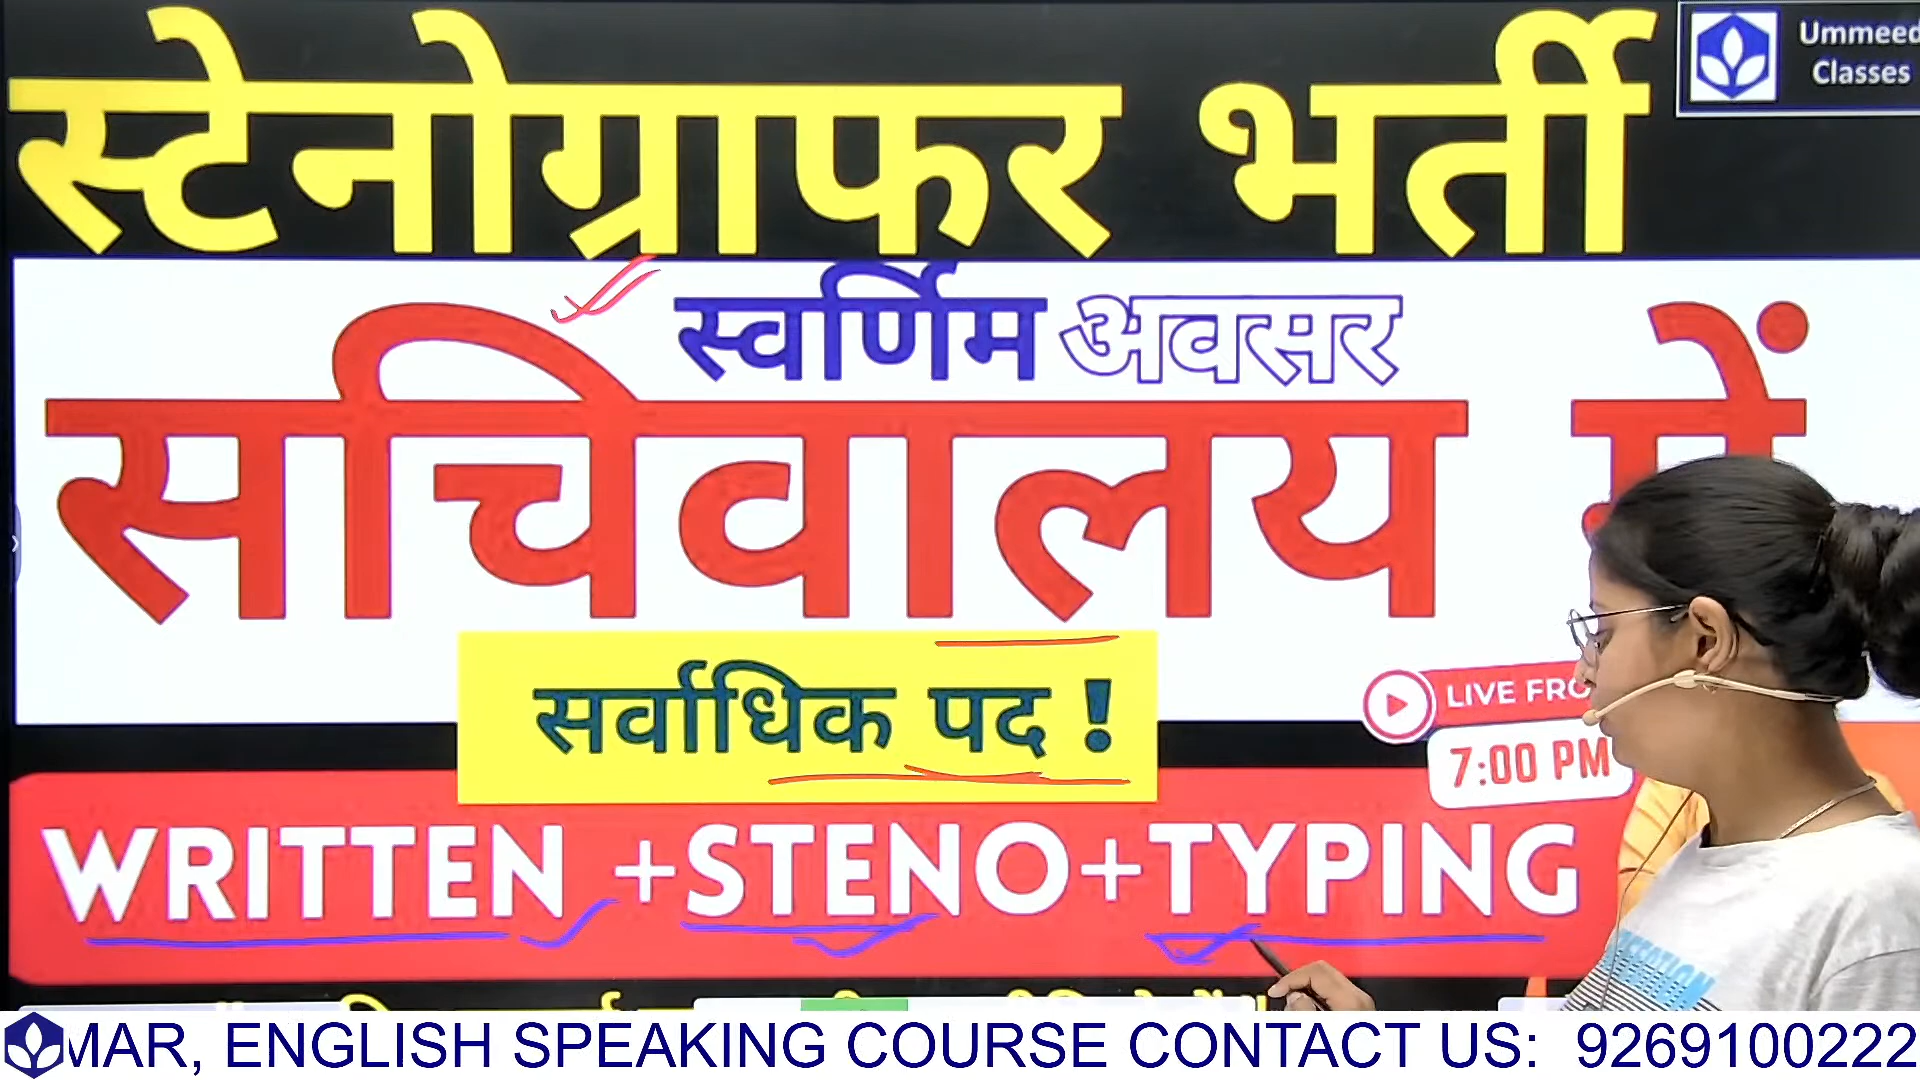 स्टेनोग्राफर भर्ती
Ummeed
Classes
स्वर्णिम अवसर
सचिवालय में
सर्वाधिक पद !
LIVE FRO
7:00 PM
WRITTEN +STENO+TYPING
MAR, ENGLISH SPEAKING COURSE CONTACT US: 9269100222